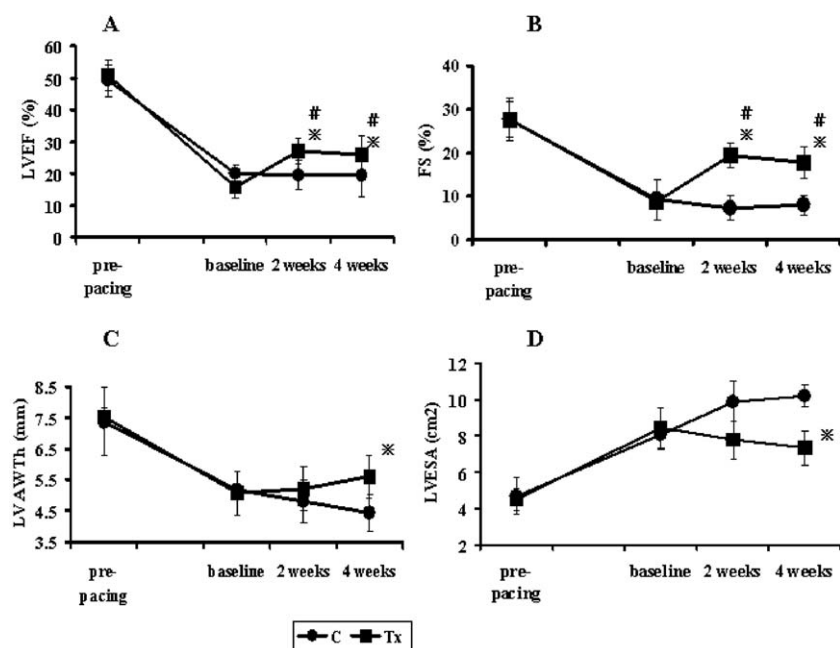 A
LVEF (%)
60
50
40
30
20
10
0
# #
※ ※
pre-pacing baseline 2 weeks 4 weeks
B
FS (%)
40
30
20
10
0
# #
※ ※
pre-pacing baseline 2 weeks 4 weeks
C
LVAWTh (mm)
8.5
7.5
6.5
5.5
4.5
3.5
※
pre-pacing baseline 2 weeks 4 weeks
D
LVESA (cm2)
12
10
8
6
4
2
※
pre-pacing baseline 2 weeks 4 weeks
C Tx